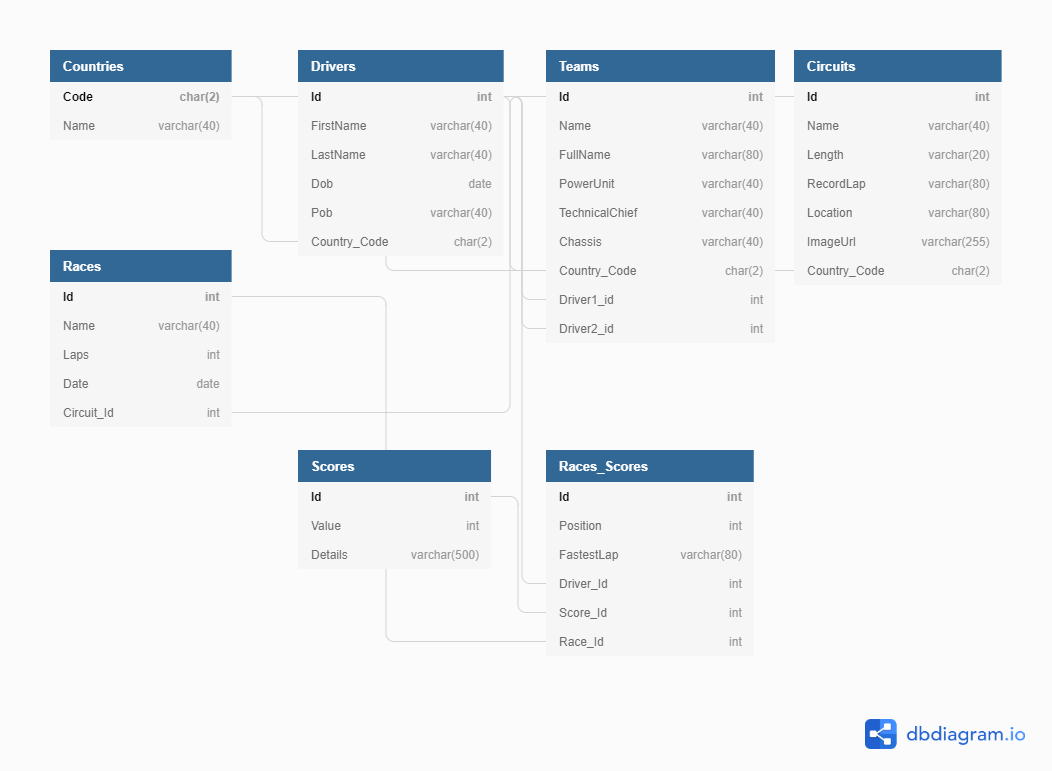 Countries
Code char(2)
Name varchar(40)
Drivers
Id int
FirstName varchar(40)
LastName varchar(40)
Dob date
Pob varchar(40)
Country_Code char(2)
Teams
Id int
Name varchar(40)
FullName varchar(80)
PowerUnit varchar(40)
TechnicalChief varchar(40)
Chassis varchar(40)
Country_Code char(2)
Driver1_id int
Driver2_id int
Circuits
Id int
Name varchar(40)
Length varchar(20)
RecordLap varchar(80)
Location varchar(80)
ImageUrl varchar(255)
Country_Code char(2)
Races
Id int
Name varchar(40)
Laps int
Date date
Circuit_Id int
Scores
Id int
Value int
Details varchar(500)
Races_Scores
Id int
Position int
FastestLap varchar(80)
Driver_Id int
Score_Id int
Race_Id int
dbdiagram.io